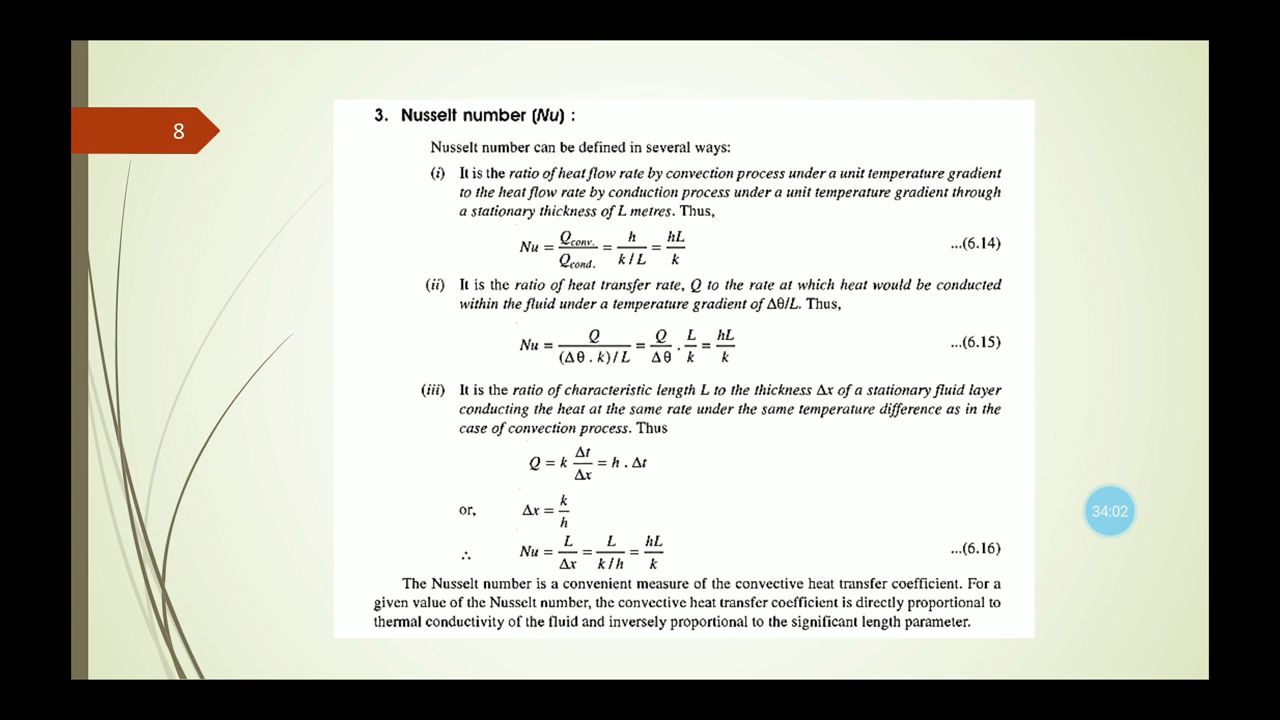 8
3. Nusselt number (Nu) :
Nusselt number can be defined in several ways:
(i) It is the ratio of heat flow rate by convection process under a unit temperature gradient
to the heat flow rate by conduction process under a unit temperature gradient through
a stationary thickness of L metres. Thus,
Nu = Qconv. / Qcond. = h / (k / L) = hL / k ...(6.14)
(ii) It is the ratio of heat transfer rate, Q to the rate at which heat would be conducted
within the fluid under a temperature gradient of Δθ/L. Thus,
Nu = Q / ((Δθ . k) / L) = Q / Δθ . L / k = hL / k ...(6.15)
(iii) It is the ratio of characteristic length L to the thickness Δx of a stationary fluid layer
conducting the heat at the same rate under the same temperature difference as in the
case of convection process. Thus
Q = k Δt / Δx = h . Δt
or, Δx = k / h
∴ Nu = L / Δx = L / (k / h) = hL / k ...(6.16)
The Nusselt number is a convenient measure of the convective heat transfer coefficient. For a
given value of the Nusselt number, the convective heat transfer coefficient is directly proportional to
thermal conductivity of the fluid and inversely proportional to the significant length parameter.
34:02